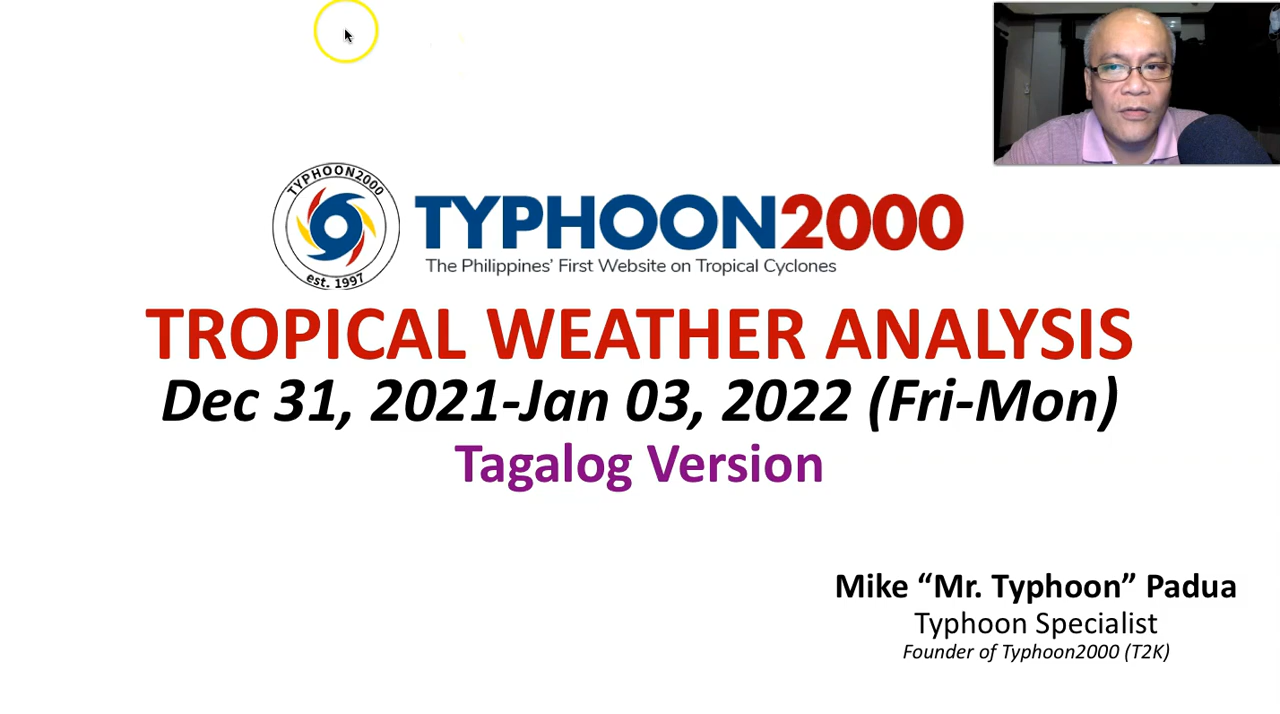 TYPHOON2000
est. 1997
TYPHOON2000
The Philippines' First Website on Tropical Cyclones
TROPICAL WEATHER ANALYSIS
Dec 31, 2021-Jan 03, 2022 (Fri-Mon)
Tagalog Version
Mike “Mr. Typhoon” Padua
Typhoon Specialist
Founder of Typhoon2000 (T2K)